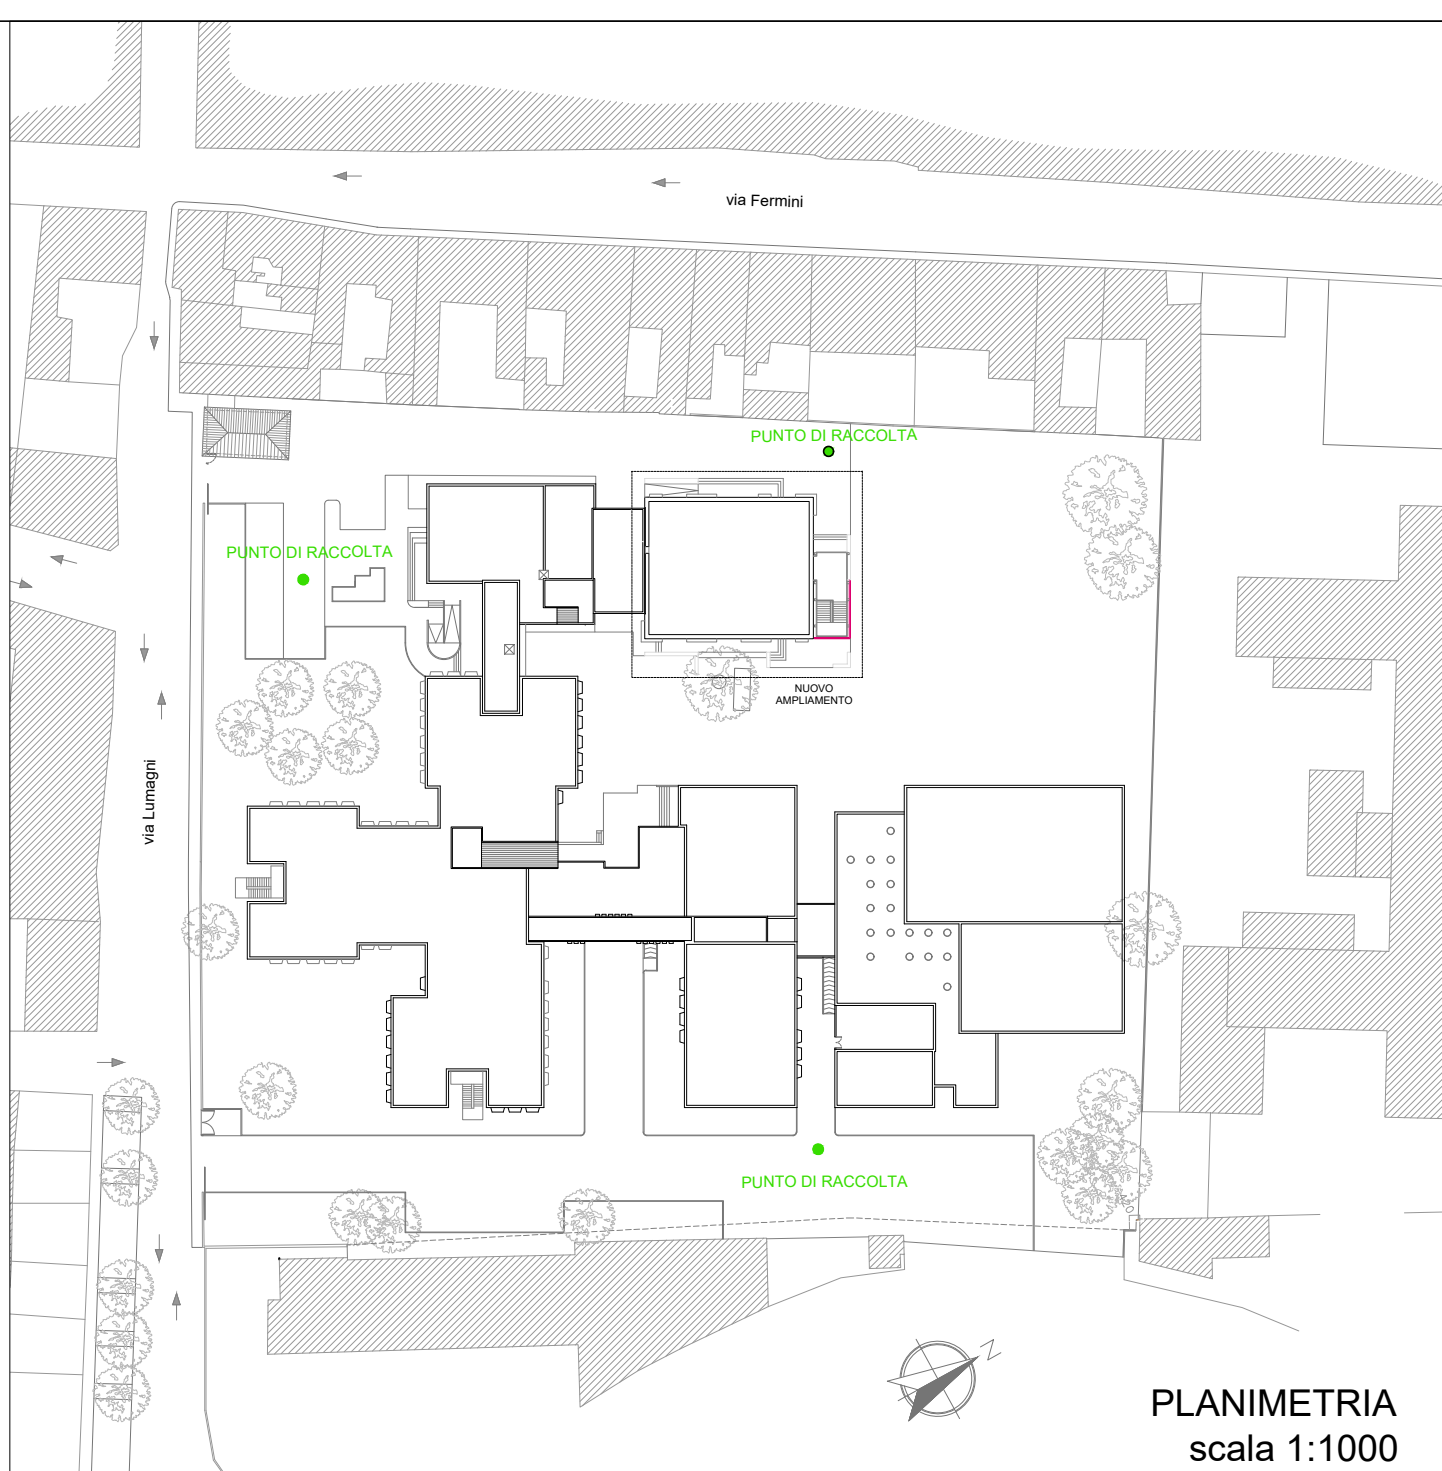 via Fermini
PUNTO DI RACCOLTA
PUNTO DI RACCOLTA
NUOVO
AMPLIAMENTO
via Lumagni
PUNTO DI RACCOLTA
N
PLANIMETRIA
scala 1:1000